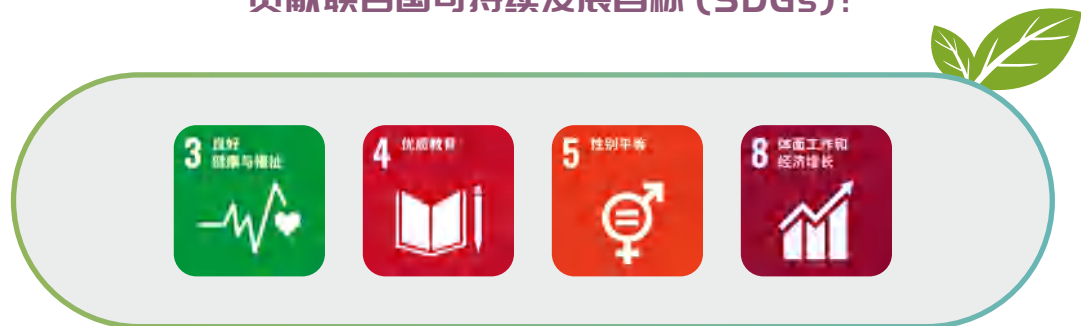 贡献联合国可持续发展目标 (SDGs):
3 良好
健康与福祉
4 优质教育
5 性别平等
8 体面工作和
经济增长